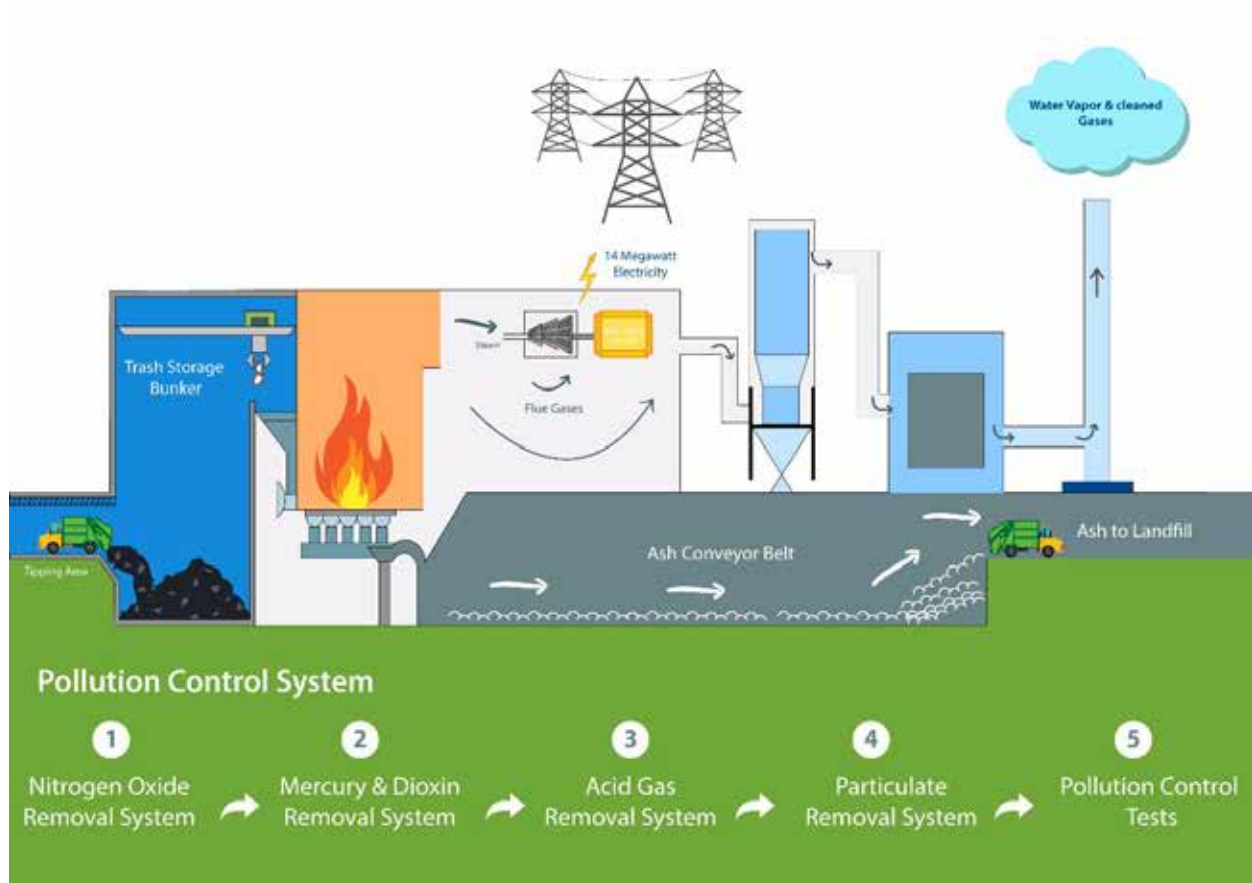 Water Vapor & cleaned
Gases
14 Megawatt
Electricity
Trash Storage
Bunker
Steam
Flue Gases
Tipping Area
Ash Conveyor Belt
Ash to Landfill
Pollution Control System
1
2
3
4
5
Nitrogen Oxide
Removal System
Mercury & Dioxin
Removal System
Acid Gas
Removal System
Particulate
Removal System
Pollution Control
Tests